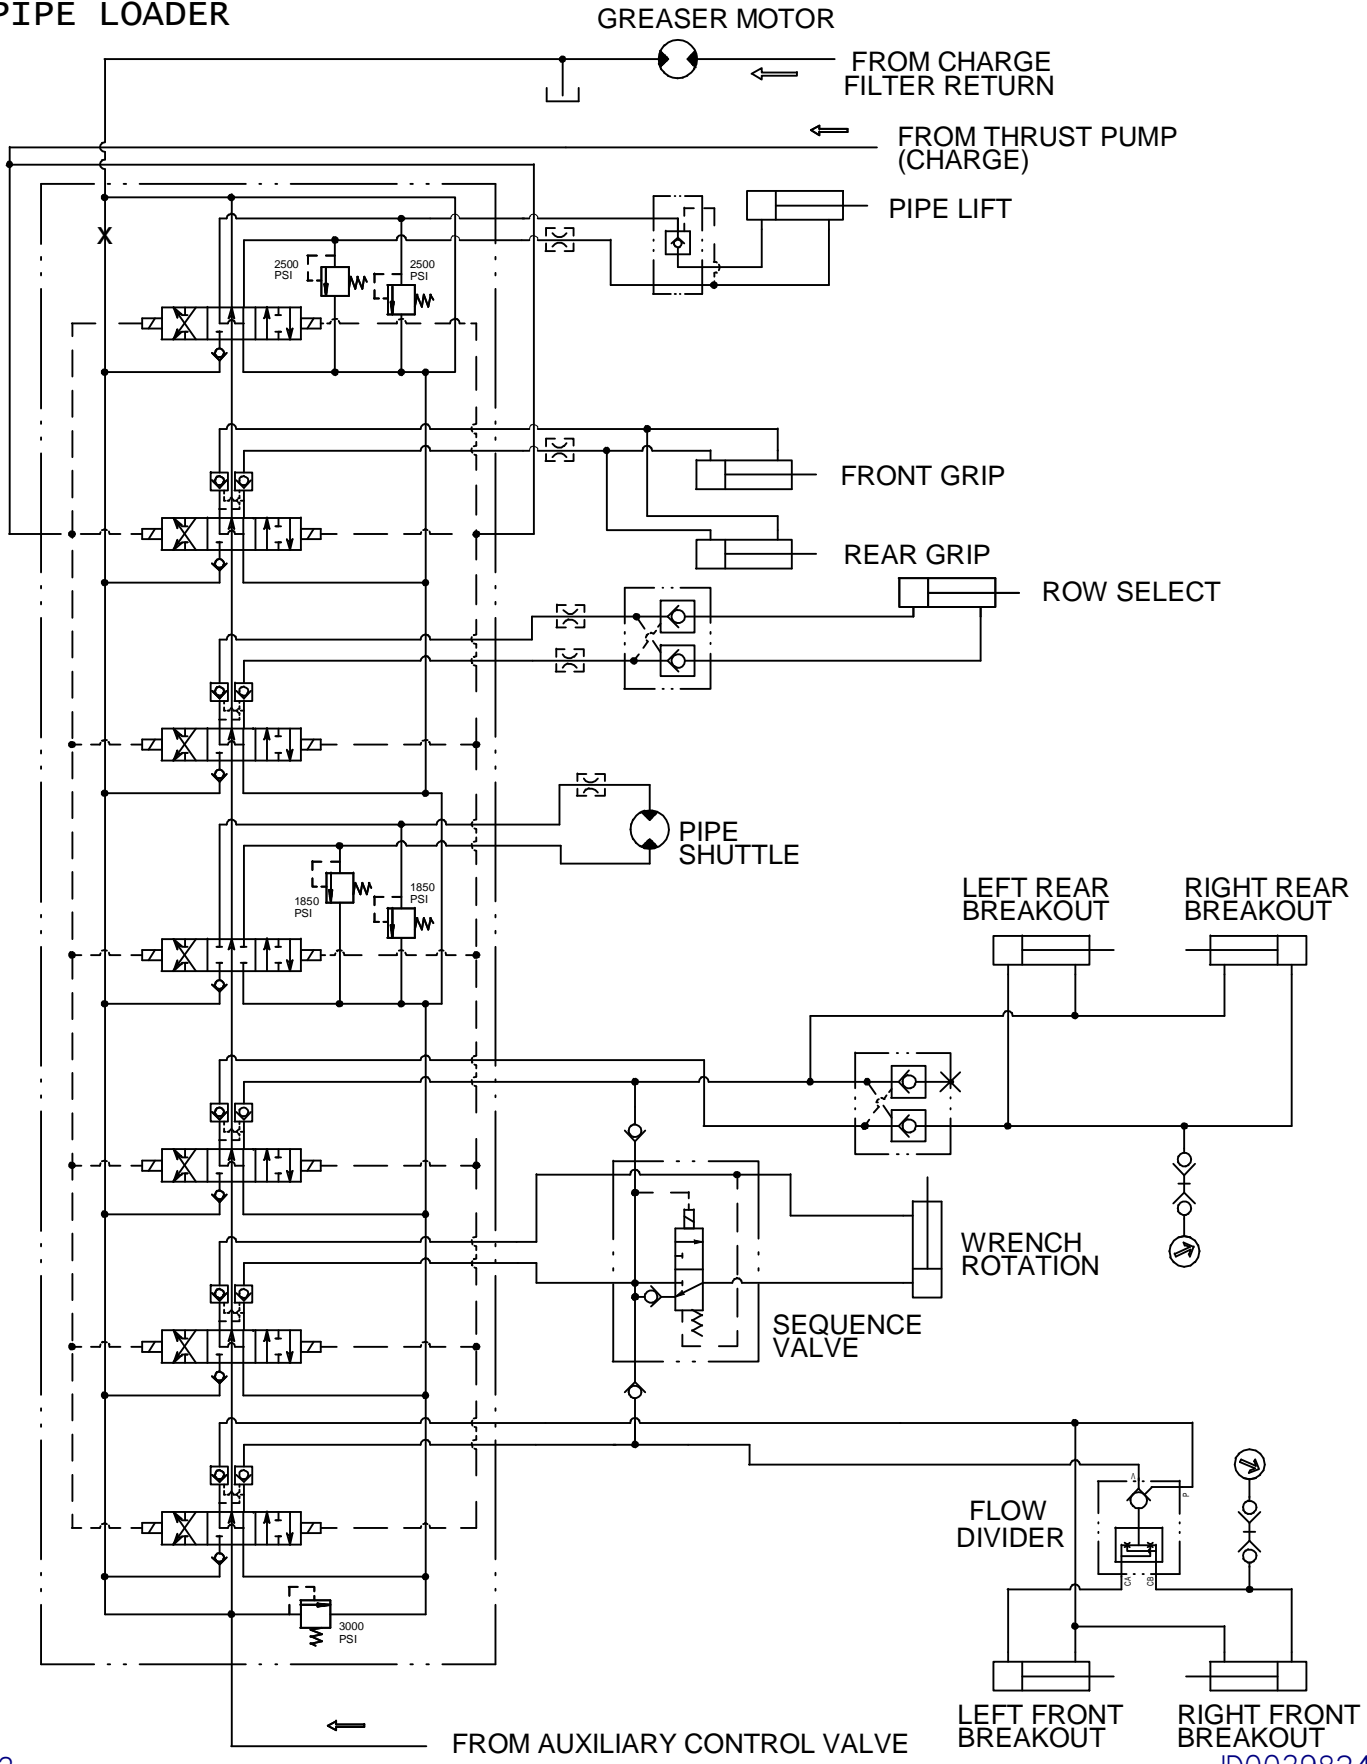 PIPE LOADER
GREASER MOTOR
FROM CHARGE
FILTER RETURN
FROM THRUST PUMP
(CHARGE)
PIPE LIFT
X
2500
PSI
2500
PSI
FRONT GRIP
REAR GRIP
ROW SELECT
PIPE
SHUTTLE
1850
PSI
1850
PSI
LEFT REAR
BREAKOUT
RIGHT REAR
BREAKOUT
WRENCH
ROTATION
SEQUENCE
VALVE
FLOW
DIVIDER
V
P
CA
CB
3000
PSI
LEFT FRONT
BREAKOUT
RIGHT FRONT
BREAKOUT
FROM AUXILIARY CONTROL VALVE